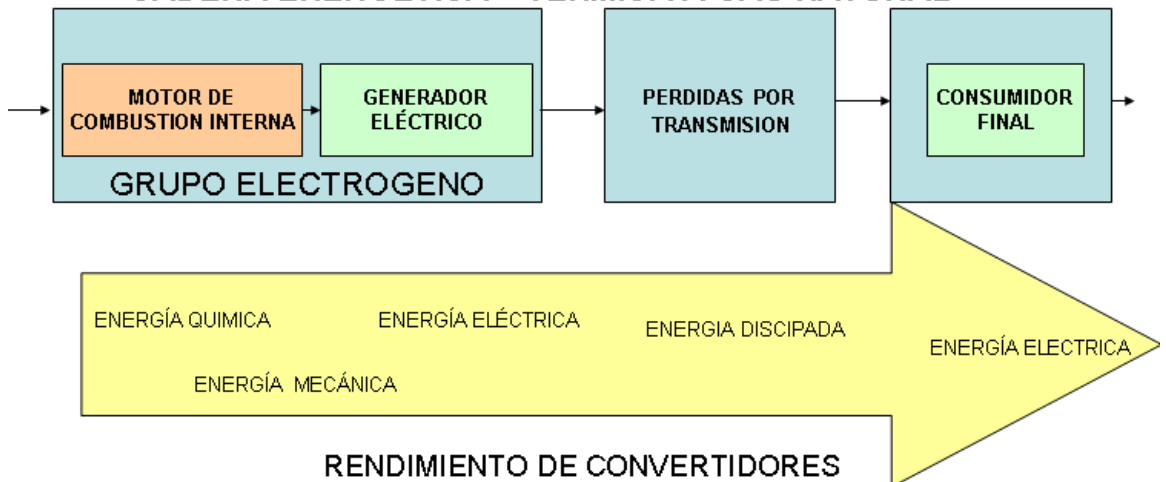 MOTOR DE
COMBUSTION INTERNA
GENERADOR
ELÉCTRICO
PERDIDAS POR
TRANSMISION
CONSUMIDOR
FINAL
GRUPO ELECTROGENO
ENERGÍA QUIMICA
ENERGÍA ELÉCTRICA
ENERGIA DISCIPADA
ENERGÍA ELECTRICA
ENERGÍA MECÁNICA
RENDIMIENTO DE CONVERTIDORES